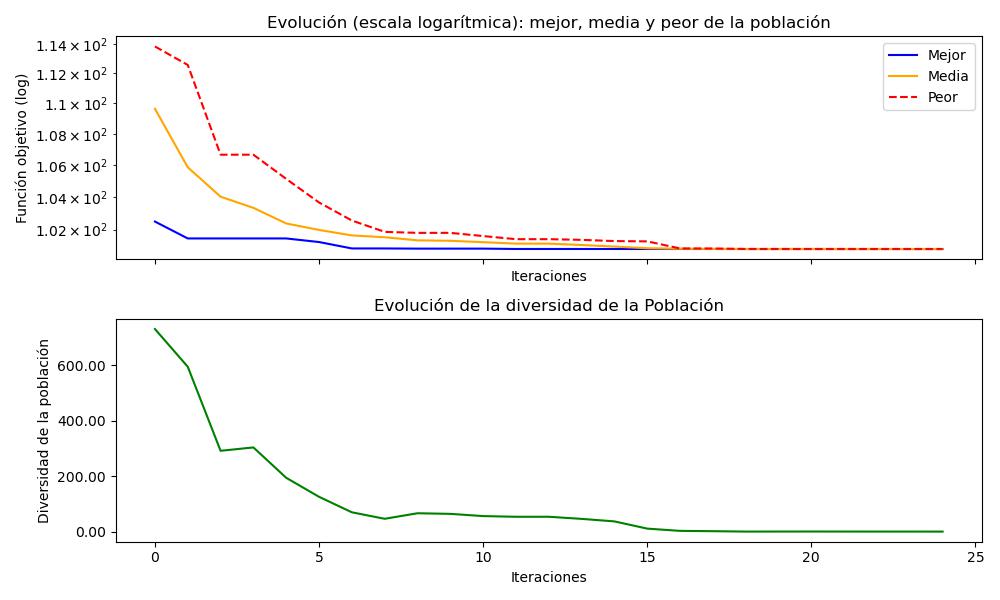 Evolución (escala logarítmica): mejor, media y peor de la población
Función objetivo (log)
1.14 × 10²
1.12 × 10²
1.1 × 10²
1.08 × 10²
1.06 × 10²
1.04 × 10²
1.02 × 10²
Mejor
Media
Peor
Iteraciones
Evolución de la diversidad de la Población
Diversidad de la población
600.00
400.00
200.00
0.00
0 5 10 15 20 25
Iteraciones